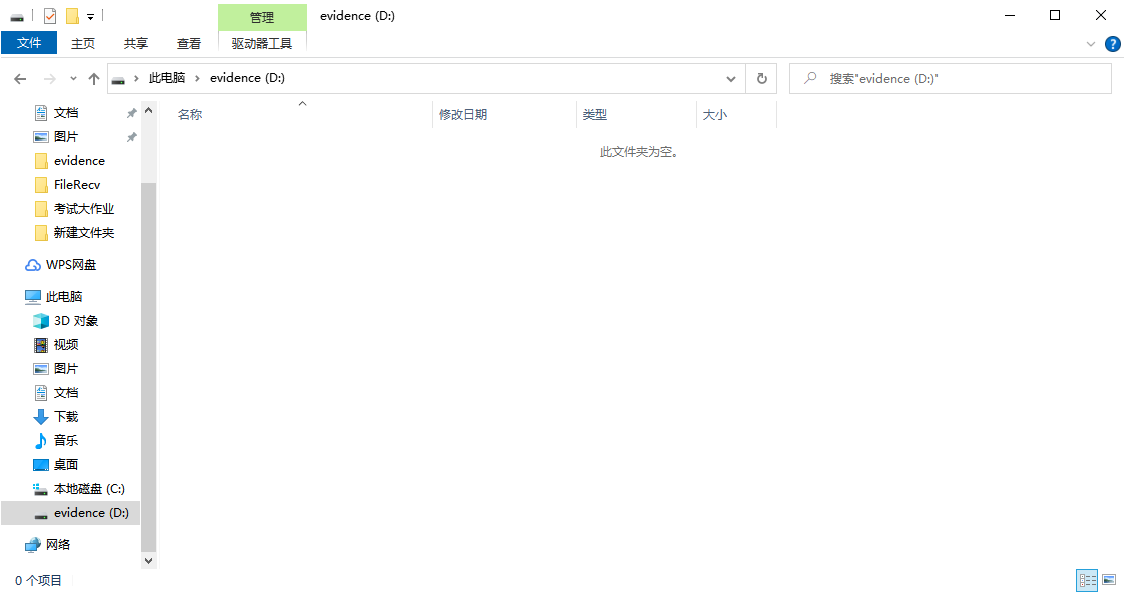 管理
evidence (D:)
文件 主页 共享 查看 驱动器工具
此电脑 evidence (D:)
搜索"evidence (D:)"
名称 修改日期 类型 大小
此文件夹为空。
文档
图片
evidence
FileRecv
考试大作业
新建文件夹
WPS网盘
此电脑
3D 对象
视频
图片
文档
下载
音乐
桌面
本地磁盘 (C:)
evidence (D:)
网络
0 个项目